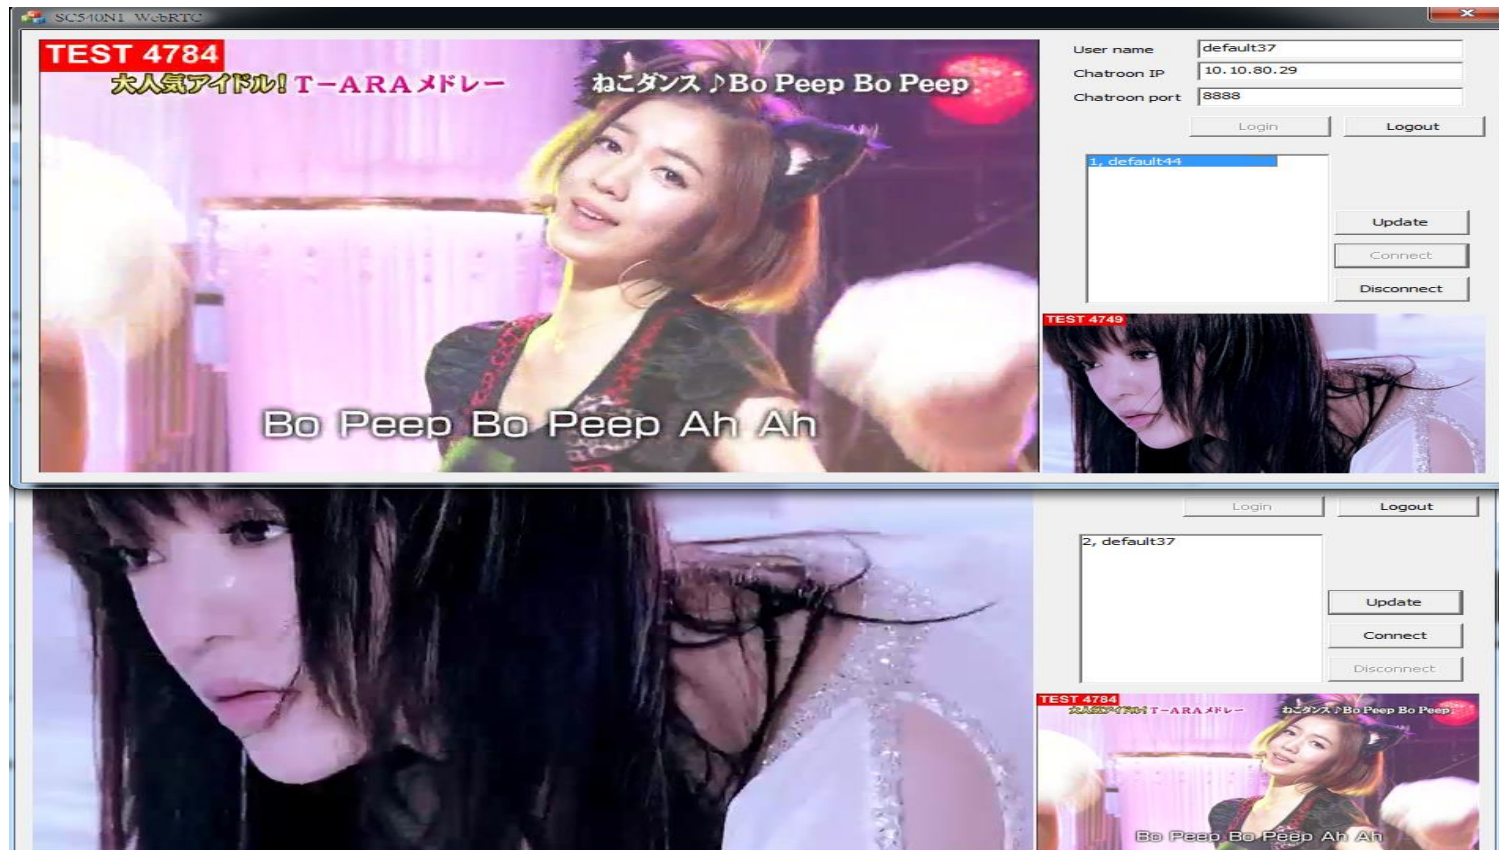 SC540N1 WebRTC
TEST 4784
大人気アイドル! T-ARAメドレー
ねこダンス♪Bo Peep Bo Peep
Bo Peep Bo Peep Ah Ah
User name
default37
Chatroon IP
10.10.80.29
Chatroon port
8888
Login
Logout
1, default44
Update
Connect
Disconnect
TEST 4749
Login
Logout
2, default37
Update
Connect
Disconnect
TEST 4784
大人気アイドル! T-ARAメドレー
ねこダンス♪Bo Peep Bo Peep
Bo Peep Bo Peep Ah Ah